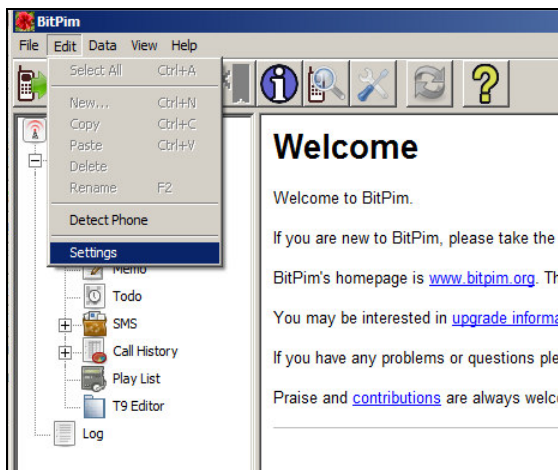 BitPim
File Edit Data View Help
Select All Ctrl+A
New... Ctrl+N
Copy Ctrl+C
Paste Ctrl+V
Delete
Rename F2
Detect Phone
Settings
Memo
Todo
SMS
Call History
Play List
T9 Editor
Log
Welcome
Welcome to BitPim.
If you are new to BitPim, please take the
BitPim's homepage is www.bitpim.org. Th
You may be interested in upgrade informa
If you have any problems or questions ple
Praise and contributions are always welc